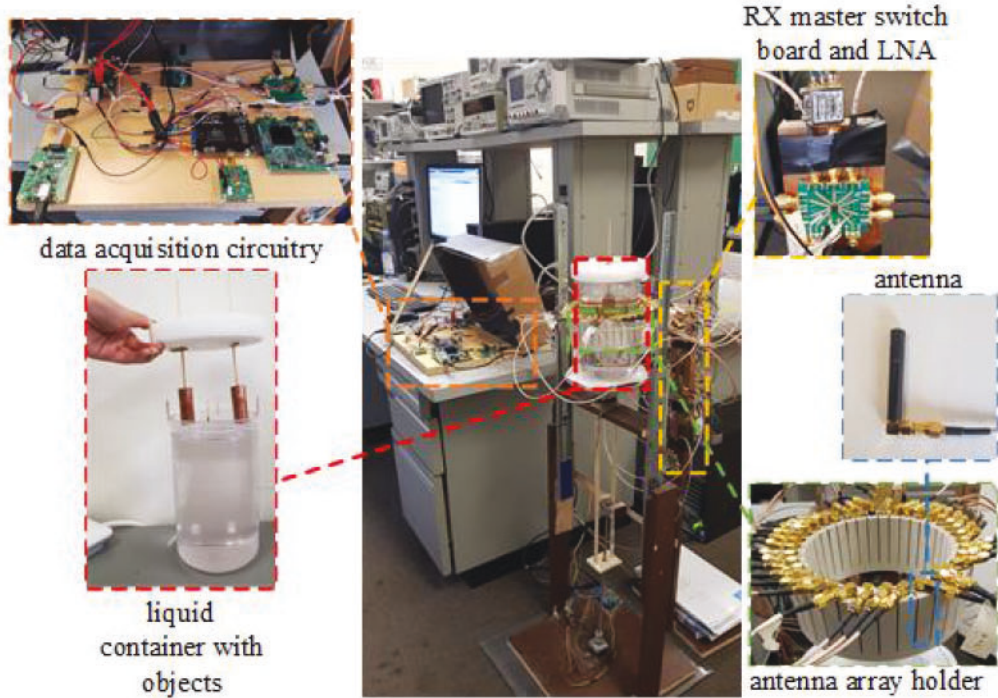 RX master switch
board and LNA
data acquisition circuitry
antenna
liquid
container with
objects
antenna array holder